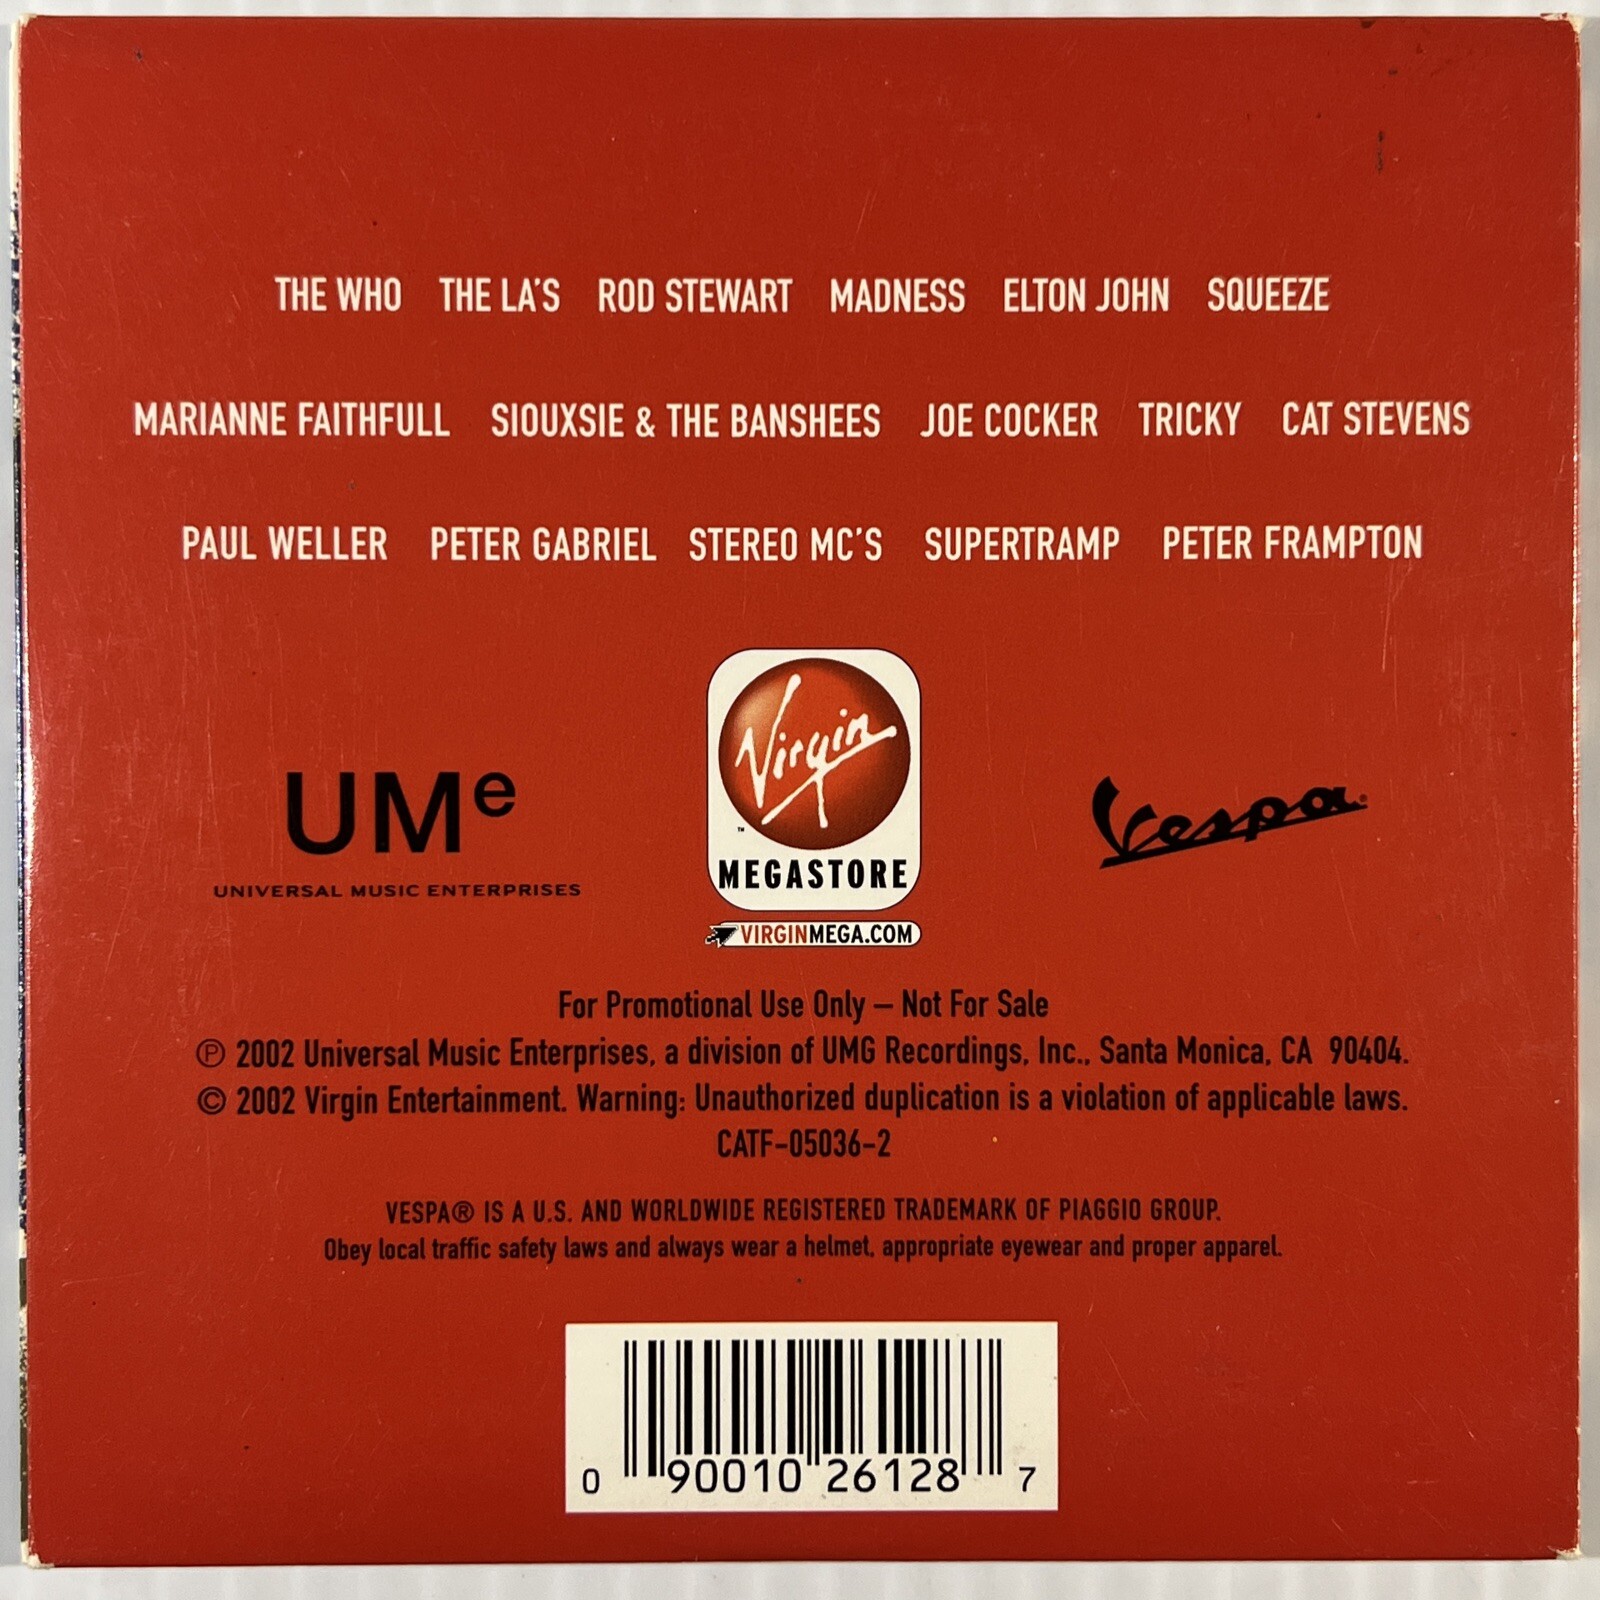 THE WHO THE LA'S ROD STEWART MADNESS ELTON JOHN SQUEEZE
MARIANNE FAITHFULL SIOUXSIE & THE BANSHEES JOE COCKER TRICKY CAT STEVENS
PAUL WELLER PETER GABRIEL STEREO MC'S SUPERTRAMP PETER FRAMPTON
UMe
UNIVERSAL MUSIC ENTERPRISES
Virgin
™
MEGASTORE
VIRGINMEGA.COM
Vespa®
For Promotional Use Only – Not For Sale
℗ 2002 Universal Music Enterprises, a division of UMG Recordings, Inc., Santa Monica, CA 90404.
© 2002 Virgin Entertainment. Warning: Unauthorized duplication is a violation of applicable laws.
CATF-05036-2
VESPA® IS A U.S. AND WORLDWIDE REGISTERED TRADEMARK OF PIAGGIO GROUP.
Obey local traffic safety laws and always wear a helmet, appropriate eyewear and proper apparel.
0 90010 26128 7